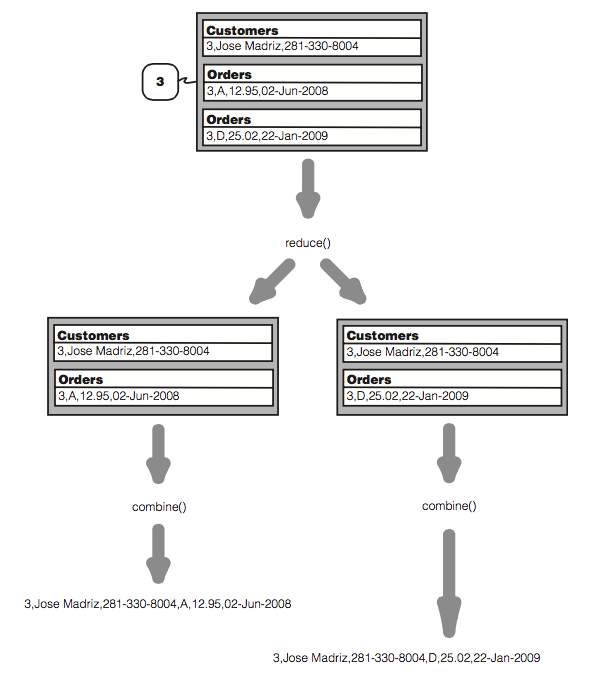 Customers
3,Jose Madriz,281-330-8004
3
Orders
3,A,12.95,02-Jun-2008
Orders
3,D,25.02,22-Jan-2009
reduce()
Customers
3,Jose Madriz,281-330-8004
Orders
3,A,12.95,02-Jun-2008
Customers
3,Jose Madriz,281-330-8004
Orders
3,D,25.02,22-Jan-2009
combine()
combine()
3,Jose Madriz,281-330-8004,A,12.95,02-Jun-2008
3,Jose Madriz,281-330-8004,D,25.02,22-Jan-2009